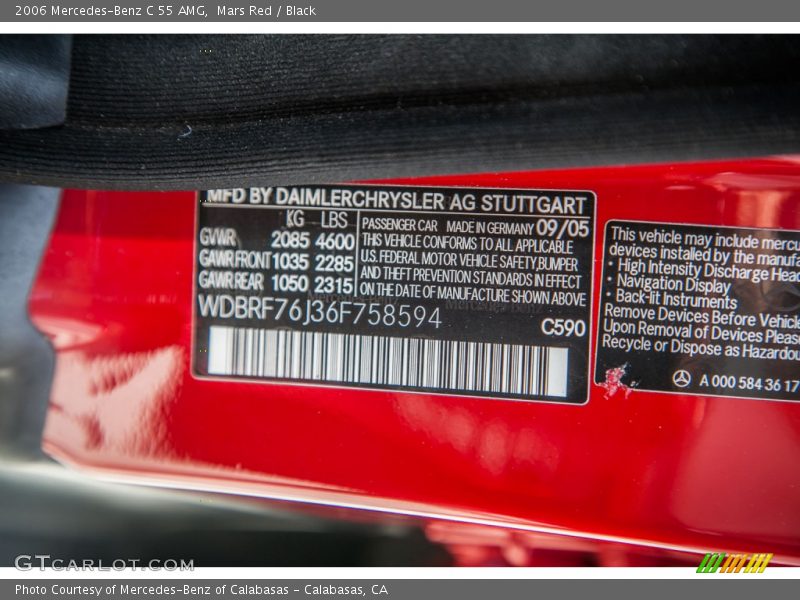 2006 Mercedes-Benz C 55 AMG,  Mars Red / Black
MFD BY DAIMLERCHRYSLER AG STUTTGART
KG LBS
GVWR 2085 4600
GAWR FRONT 1035 2285
GAWR REAR 1050 2315
PASSENGER CAR MADE IN GERMANY 09/05
THIS VEHICLE CONFORMS TO ALL APPLICABLE
U.S. FEDERAL MOTOR VEHICLE SAFETY, BUMPER
AND THEFT PREVENTION STANDARDS IN EFFECT
ON THE DATE OF MANUFACTURE SHOWN ABOVE
WDBRF76J36F758594
C590
This vehicle may include mercu
devices installed by the manufa
· High Intensity Discharge Head
· Navigation Display
· Back-lit Instruments
Remove Devices Before Vehicle
Upon Removal of Devices Pleas
Recycle or Dispose as Hazardou
A 000 584 36 17
GTCARLOT.COM
Photo Courtesy of Mercedes-Benz of Calabasas - Calabasas, CA